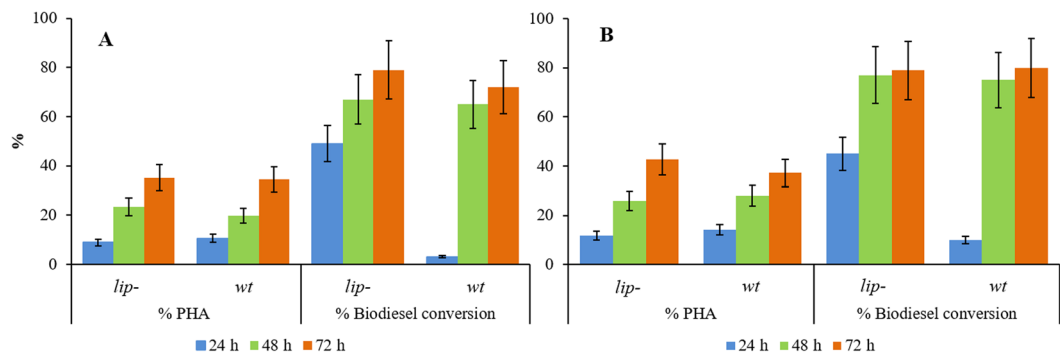 A
%
100
80
60
40
20
0
lip-
wt
lip-
wt
% PHA
% Biodiesel conversion
24 h 48 h 72 h
B
100
80
60
40
20
0
lip-
wt
lip-
wt
% PHA
% Biodiesel conversion
24 h 48 h 72 h